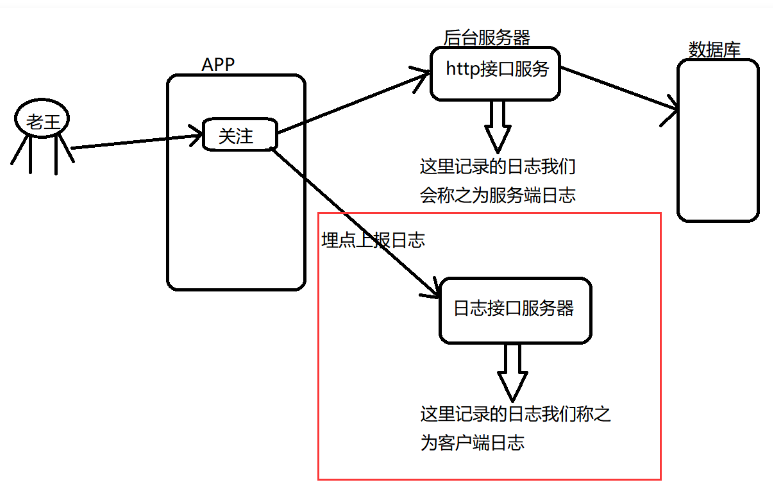 后台服务器
数据库
APP
http接口服务
老王
关注
这里记录的日志我们
会称之为服务端日志
埋点上报日志
日志接口服务器
这里记录的日志我们称之
为客户端日志